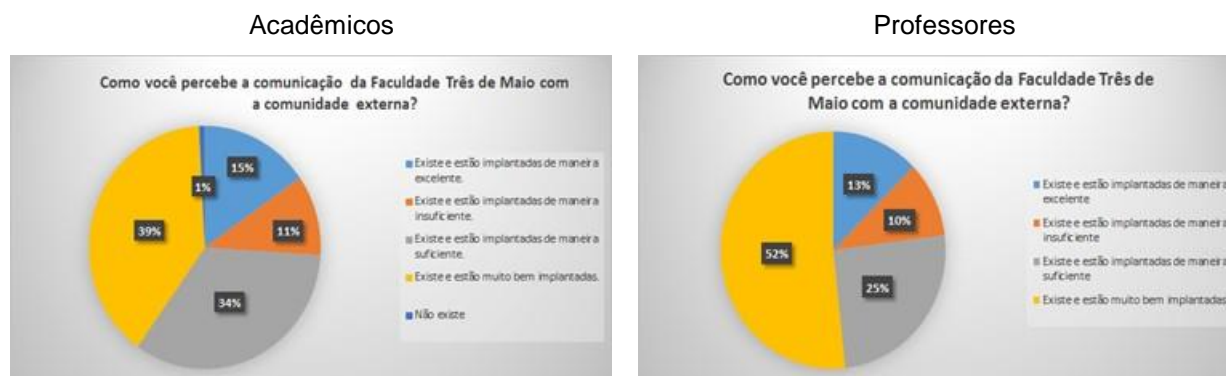 Acadêmicos
Como você percebe a comunicação da Faculdade Três de Maio com
a comunidade externa?
15%
1%
39%
11%
34%
Existe e estão implantadas de maneira
excelente.
Existe e estão implantadas de maneira
insuficiente.
Existe e estão implantadas de maneira
suficiente.
Existe e estão muito bem implantadas.
Não existe
Professores
Como você percebe a comunicação da Faculdade Três de
Maio com a comunidade externa?
13%
10%
52%
25%
Existe e estão implantadas de maneira
excelente
Existe e estão implantadas de maneira
insuficiente
Existe e estão implantadas de maneira
suficiente
Existe e estão muito bem implantadas